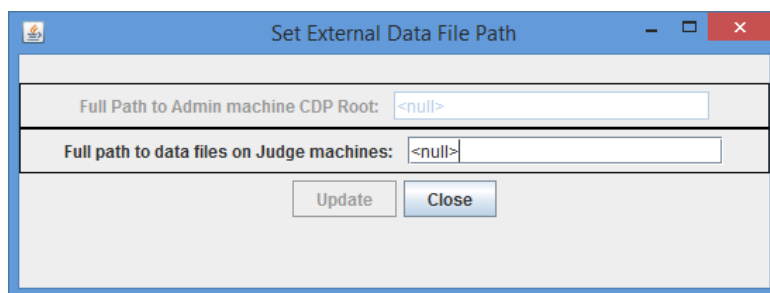 Set External Data File Path
Full Path to Admin machine CDP Root: <null>
Full path to data files on Judge machines: <null>
Update Close